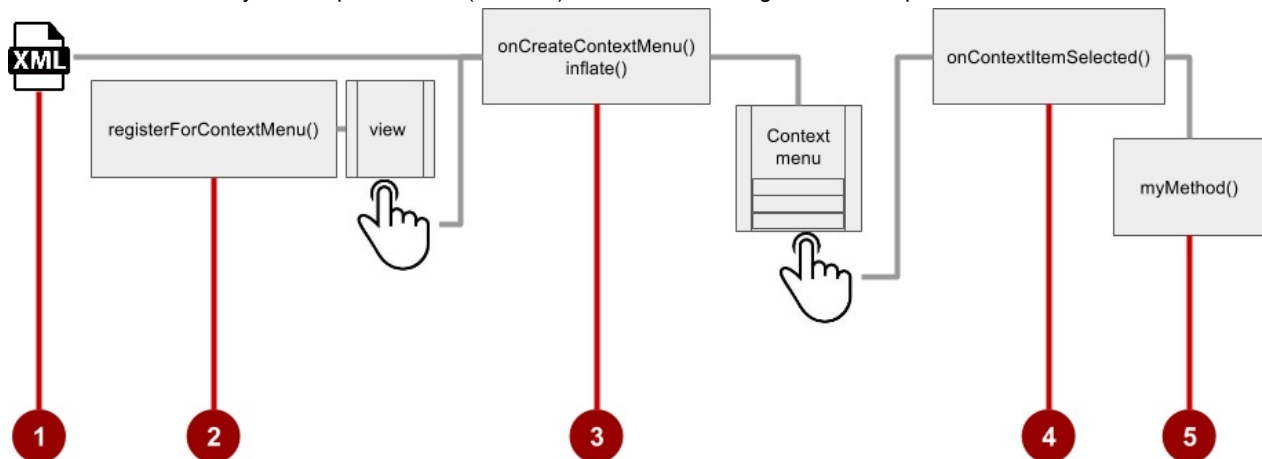 XML
onCreateContextMenu()
inflate()
onContextItemSelected()
registerForContextMenu()
view
Context
menu
myMethod()
1
2
3
4
5